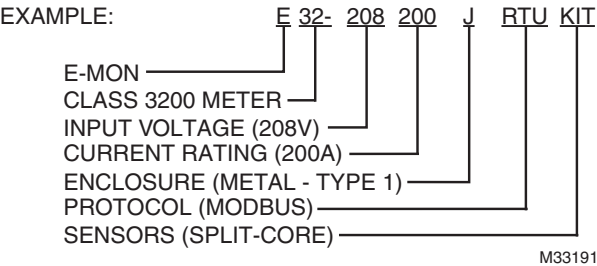 EXAMPLE: E 32- 208 200 J RTU KIT
E-MON
CLASS 3200 METER
INPUT VOLTAGE (208V)
CURRENT RATING (200A)
ENCLOSURE (METAL - TYPE 1)
PROTOCOL (MODBUS)
SENSORS (SPLIT-CORE)
M33191